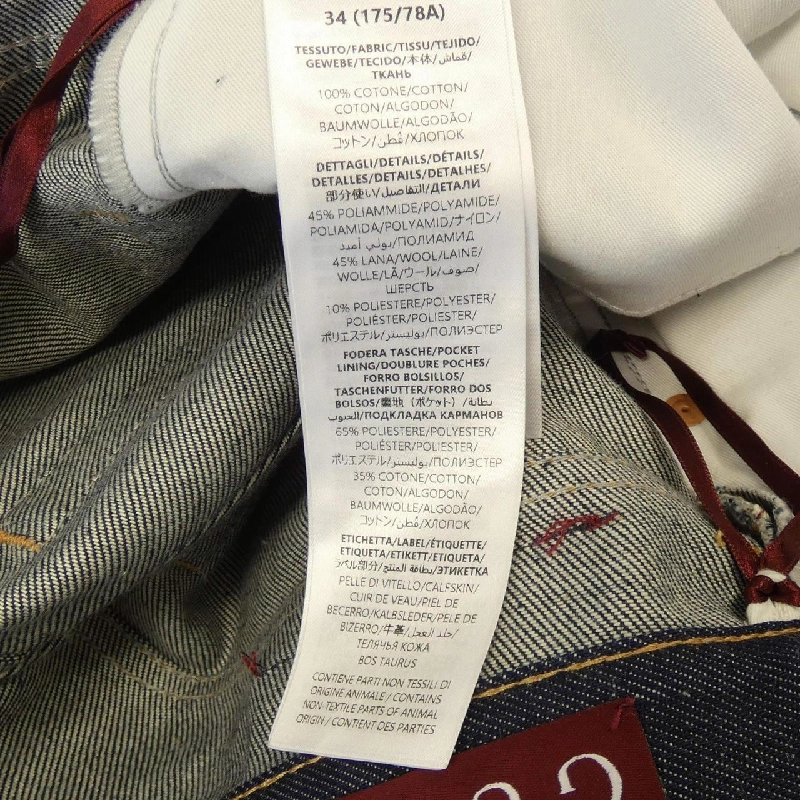 34 (175/78A)
TESSUTO/FABRIC/TISSU/TEJIDO/
GEWEBE/TECIDO/本体/قماش/
ТКАНЬ
100% COTONE/COTTON/
COTON/ALGODON/
BAUMWOLLE/ALGODÃO/
コットン/قطن/ХЛОПОК
DETTAGLI/DETAILS/DÉTAILS/
DETALLES/DETAILS/DETALHES/
部分使い/التفاصيل/ДЕТАЛИ
45% POLIAMMIDE/POLYAMIDE/
POLIAMIDA/POLYAMID/ナイロン/
بولي أميد/ПОЛИАМИД
45% LANA/WOOL/LAINE/
WOLLE/LÃ/ウール/صوف/
ШЕРСТЬ
10% POLIESTERE/POLYESTER/
POLIÉSTER/POLIESTER/
ポリエステル/بوليستر/ПОЛИЭСТЕР
FODERA TASCHE/POCKET
LINING/DOUBLURE POCHES/
FORRO BOLSILLOS/
TASCHENFUTTER/FORRO DOS
BOLSOS/裏地 (ポケット) /بطانة
الجيوب/ПОДКЛАДКА КАРМАНОВ
65% POLIESTERE/POLYESTER/
POLIÉSTER/POLIESTER/
ポリエステル/بوليستر/ПОЛИЭСТЕР
35% COTONE/COTTON/
COTON/ALGODON/
BAUMWOLLE/ALGODÃO/
コットン/قطن/ХЛОПОК
ETICHETTA/LABEL/ÉTIQUETTE/
ETIQUETA/ETIKETT/ETIQUETA/
ラベル部分/بطاقة المنتج/ЭТИКЕТКА
PELLE DI VITELLO/CALFSKIN/
CUIR DE VEAU/PIEL DE
BECERRO/KALBSLEDER/PELE DE
BIZERRO/牛革/جلد العجل/
ТЕЛЯЧЬЯ КОЖА
BOS TAURUS
CONTIENE PARTI NON TESSILI DI
ORIGINE ANIMALE / CONTAINS
NON-TEXTILE PARTS OF ANIMAL
ORIGIN / CONTIENT DES PARTIES